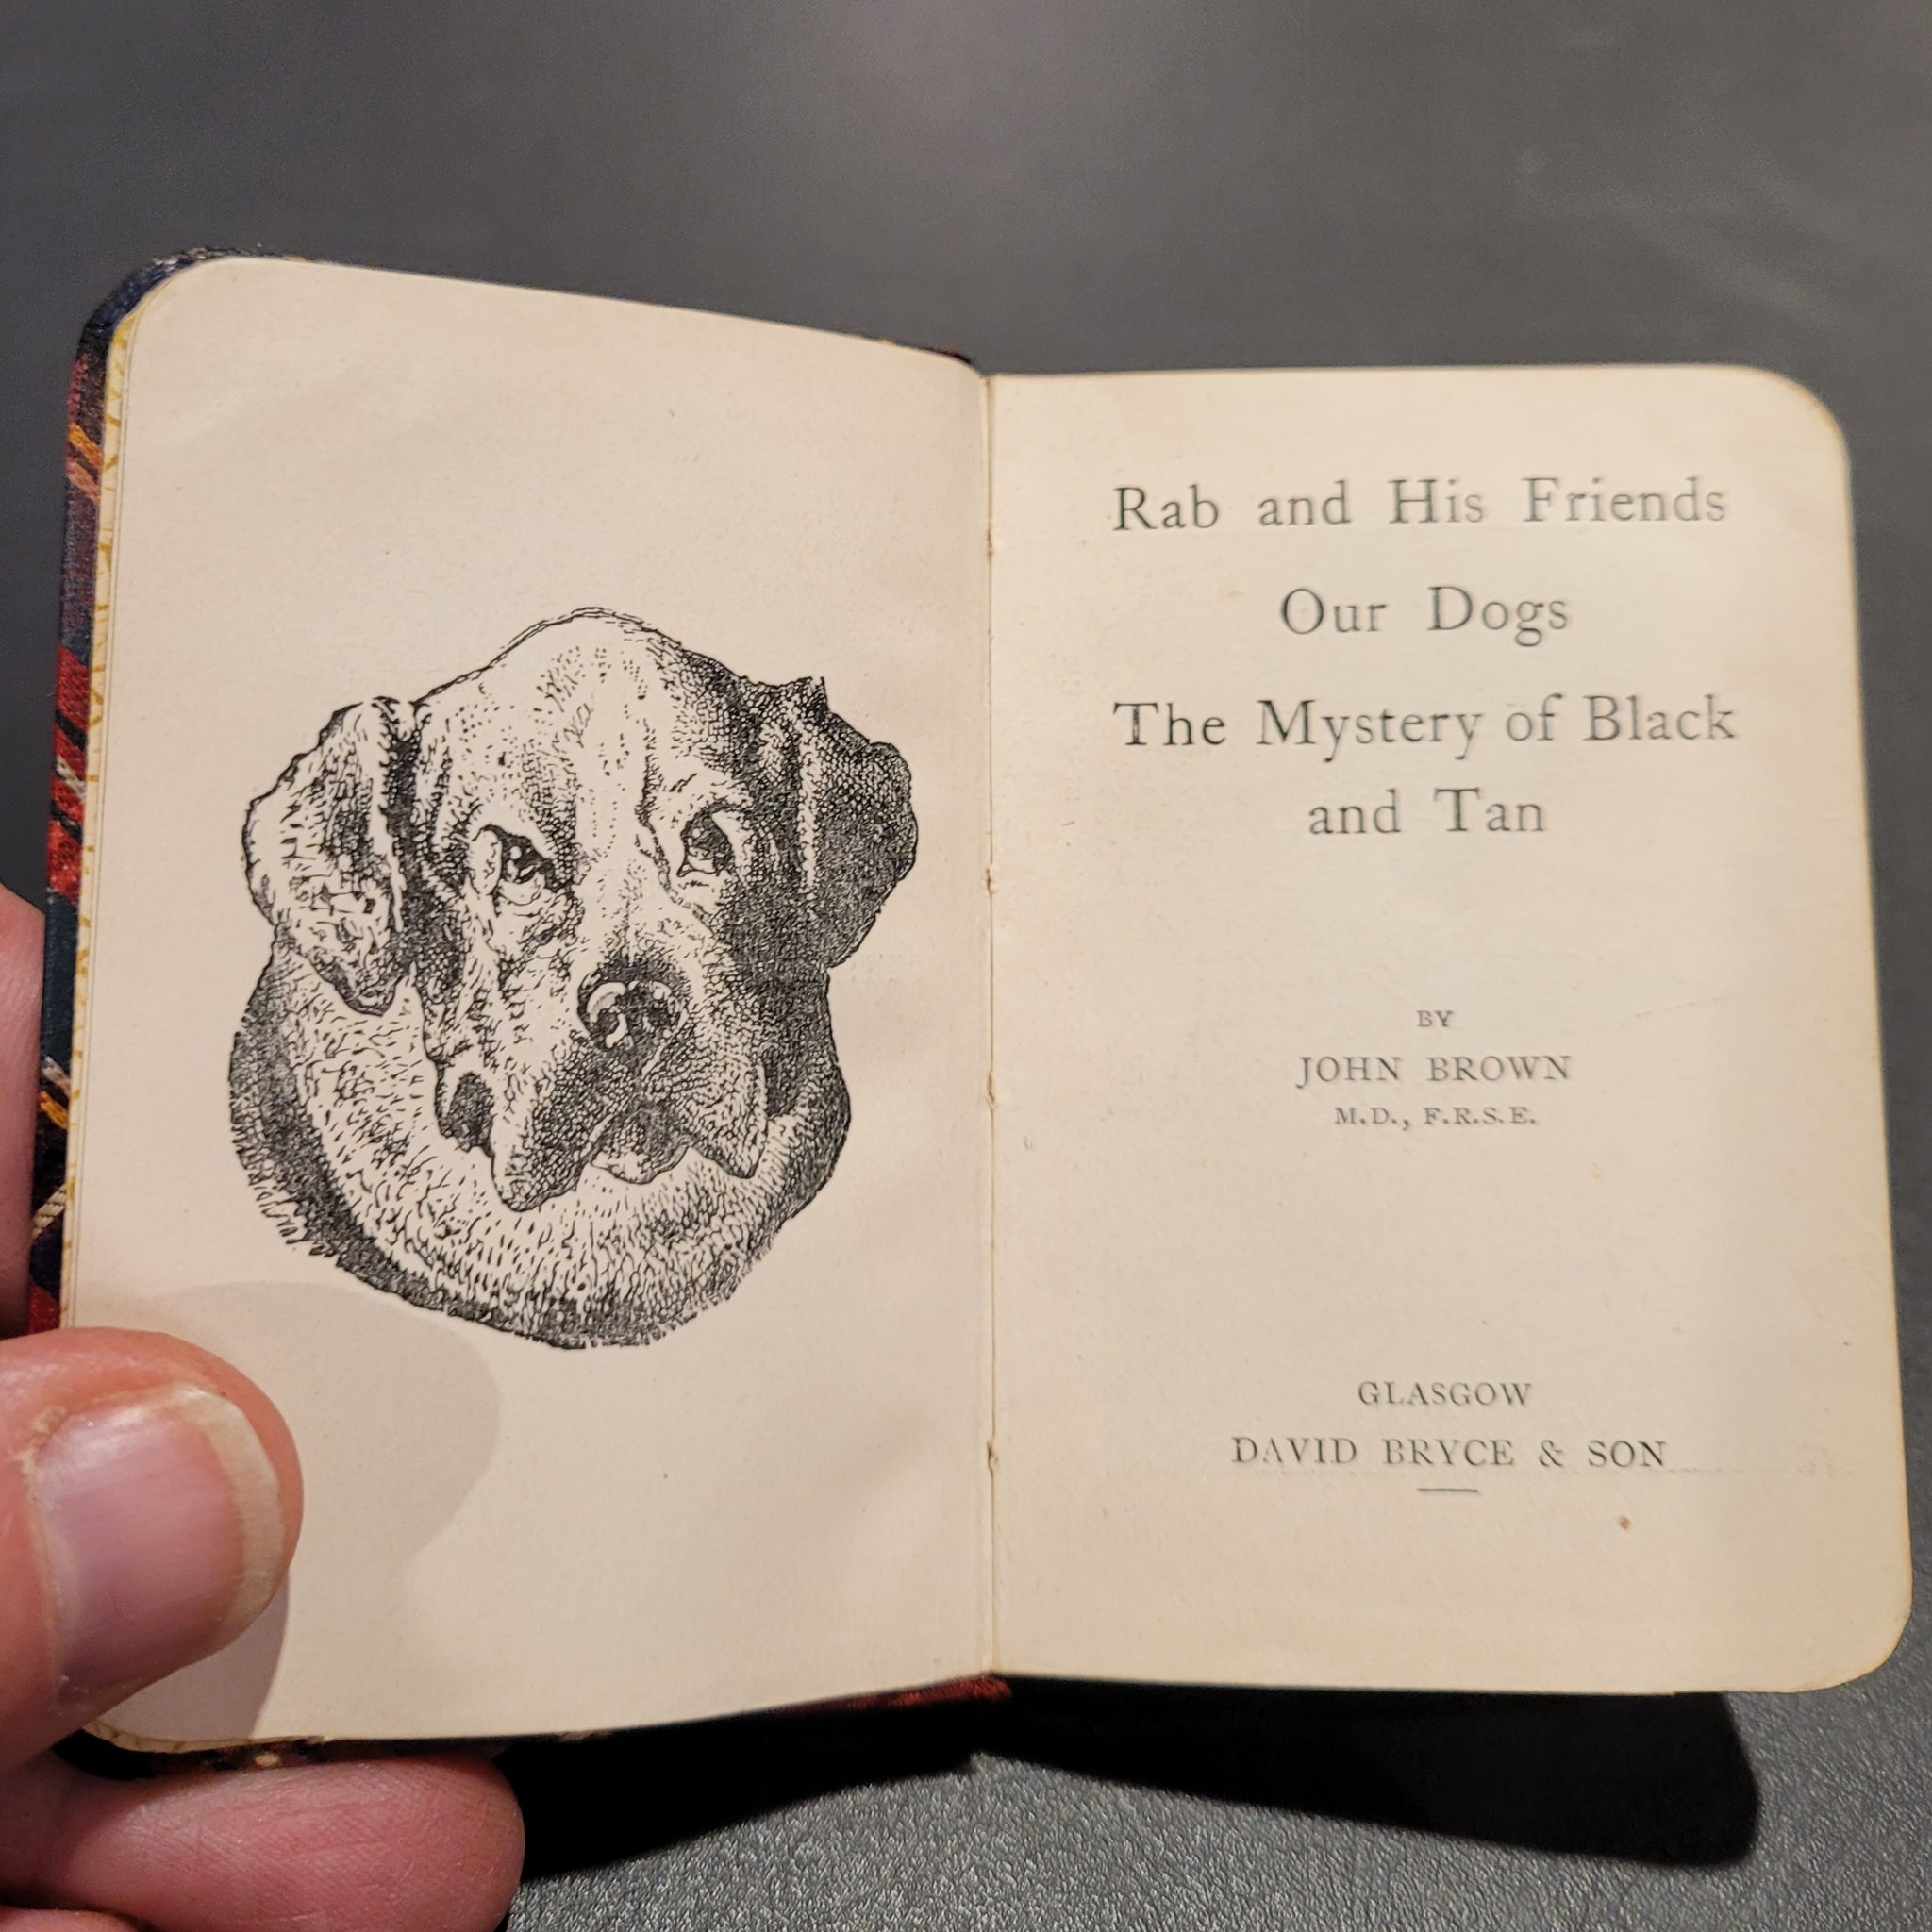 Rab and His Friends
Our Dogs
The Mystery of Black
and Tan
BY
JOHN BROWN
M.D., F.R.S.E.
GLASGOW
DAVID BRYCE & SON